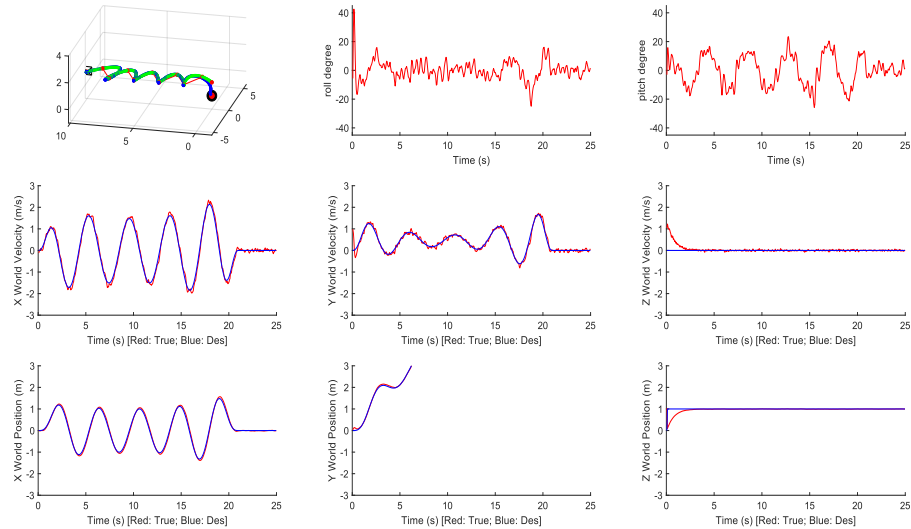 4
2
0
10
5
0
5
0
-5
roll degree
40
20
0
-20
-40
0 5 10 15 20 25
Time (s)
pitch degree
40
20
0
-20
-40
0 5 10 15 20 25
Time (s)
X World Velocity (m/s)
3
2
1
0
-1
-2
-3
0 5 10 15 20 25
Time (s) [Red: True; Blue: Des]
Y World Velocity (m/s)
3
2
1
0
-1
-2
-3
0 5 10 15 20 25
Time (s) [Red: True; Blue: Des]
Z World Velocity (m/s)
3
2
1
0
-1
-2
-3
0 5 10 15 20 25
Time (s) [Red: True; Blue: Des]
X World Position (m)
3
2
1
0
-1
-2
-3
0 5 10 15 20 25
Time (s) [Red: True; Blue: Des]
Y World Position (m)
3
2
1
0
-1
-2
-3
0 5 10 15 20 25
Time (s) [Red: True; Blue: Des]
Z World Position (m)
3
2
1
0
-1
-2
-3
0 5 10 15 20 25
Time (s) [Red: True; Blue: Des]